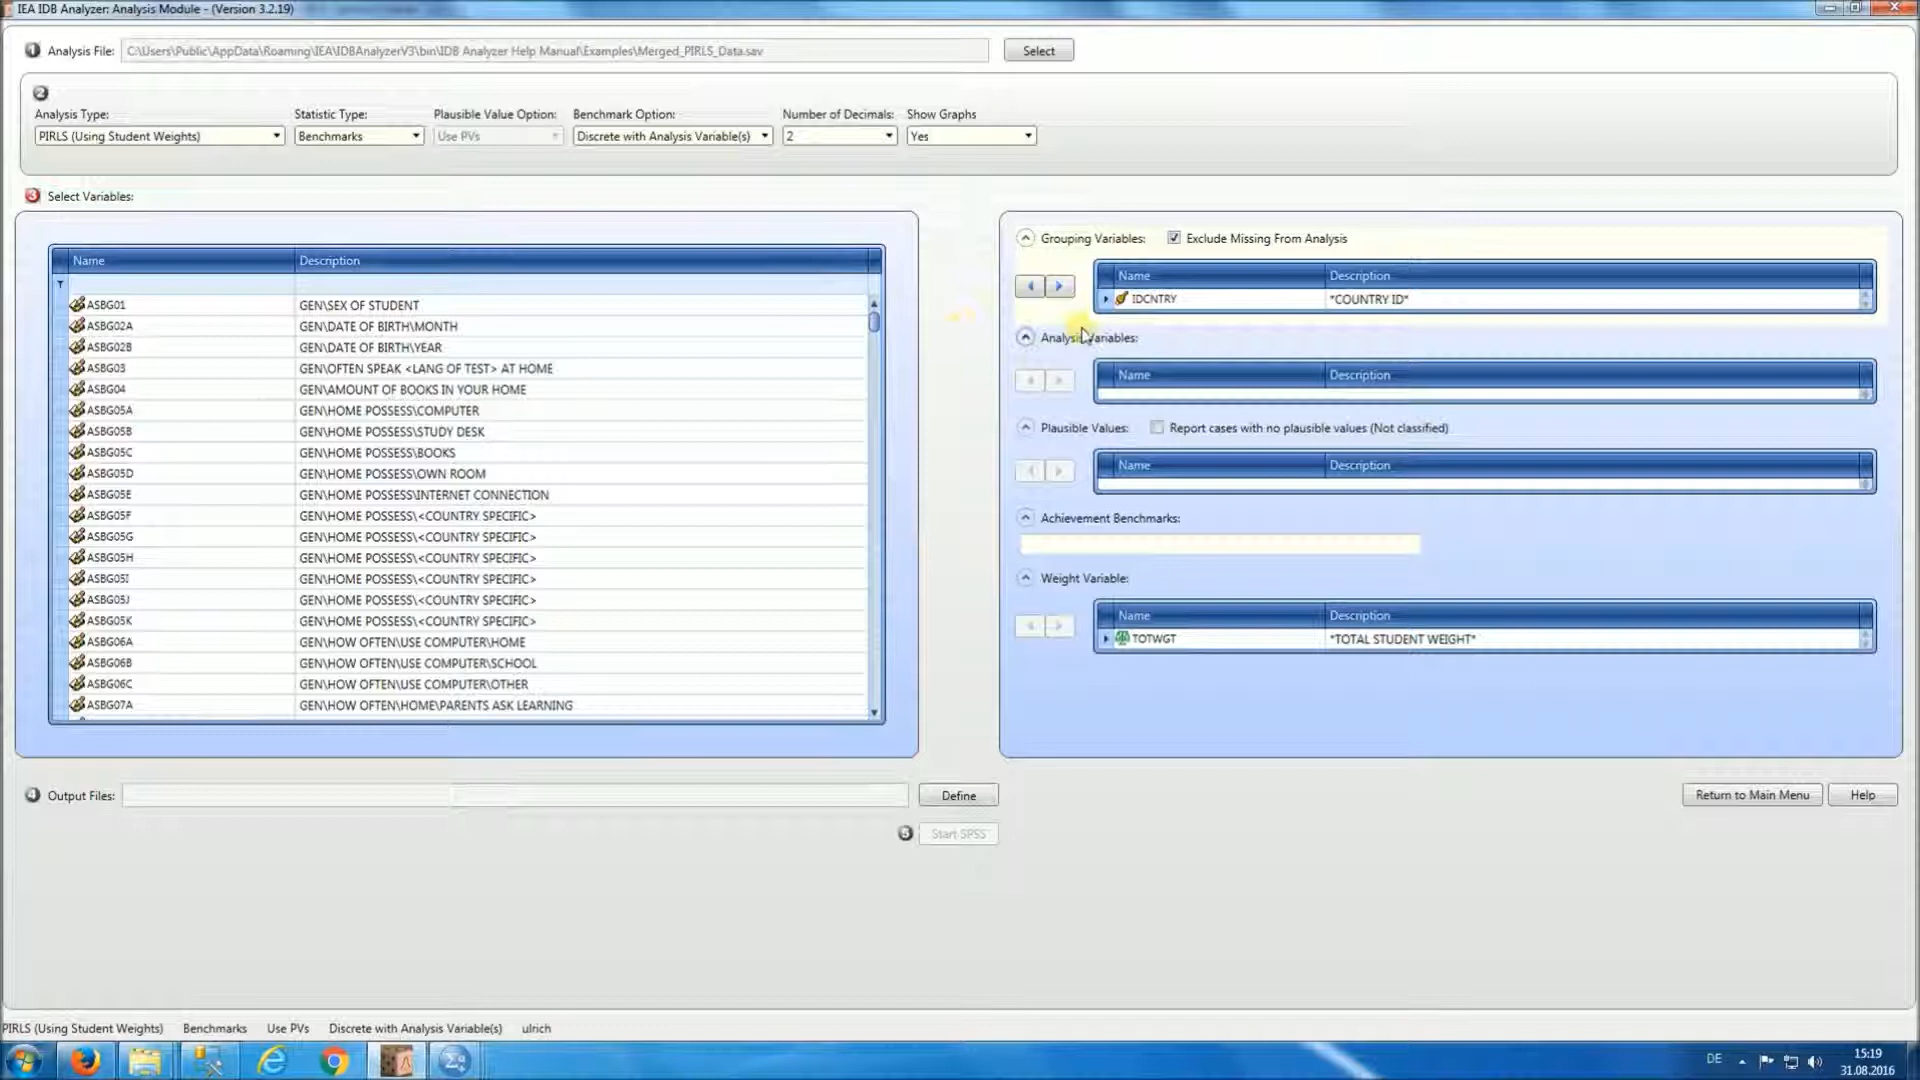 IEA IDB Analyzer: Analysis Module - (Version 3.2.19)
1 Analysis File: C:\Users\Public\AppData\Roaming\IEA\IDBAnalyzerV3\bin\IDB Analyzer Help Manual\Examples\Merged_PIRLS_Data.sav Select
2
Analysis Type: Statistic Type: Plausible Value Option: Benchmark Option: Number of Decimals: Show Graphs
PIRLS (Using Student Weights) Benchmarks Use PVs Discrete with Analysis Variable(s) 2 Yes
3 Select Variables:
Name Description
ASBG01 GEN\SEX OF STUDENT
ASBG02A GEN\DATE OF BIRTH\MONTH
ASBG02B GEN\DATE OF BIRTH\YEAR
ASBG03 GEN\OFTEN SPEAK <LANG OF TEST> AT HOME
ASBG04 GEN\AMOUNT OF BOOKS IN YOUR HOME
ASBG05A GEN\HOME POSSESS\COMPUTER
ASBG05B GEN\HOME POSSESS\STUDY DESK
ASBG05C GEN\HOME POSSESS\BOOKS
ASBG05D GEN\HOME POSSESS\OWN ROOM
ASBG05E GEN\HOME POSSESS\INTERNET CONNECTION
ASBG05F GEN\HOME POSSESS\<COUNTRY SPECIFIC>
ASBG05G GEN\HOME POSSESS\<COUNTRY SPECIFIC>
ASBG05H GEN\HOME POSSESS\<COUNTRY SPECIFIC>
ASBG05I GEN\HOME POSSESS\<COUNTRY SPECIFIC>
ASBG05J GEN\HOME POSSESS\<COUNTRY SPECIFIC>
ASBG05K GEN\HOME POSSESS\<COUNTRY SPECIFIC>
ASBG06A GEN\HOW OFTEN\USE COMPUTER\HOME
ASBG06B GEN\HOW OFTEN\USE COMPUTER\SCHOOL
ASBG06C GEN\HOW OFTEN\USE COMPUTER\OTHER
ASBG07A GEN\HOW OFTEN\HOME\PARENTS ASK LEARNING
Grouping Variables: Exclude Missing From Analysis
Name Description
IDCNTRY *COUNTRY ID*
Analysis Variables:
Name Description
Plausible Values: Report cases with no plausible values (Not classified)
Name Description
Achievement Benchmarks:
Weight Variable:
Name Description
TOTWGT *TOTAL STUDENT WEIGHT*
4 Output Files: Define Return to Main Menu Help
5 Start SPSS
PIRLS (Using Student Weights) Benchmarks Use PVs Discrete with Analysis Variable(s) ulrich
DE 15:19
31.08.2016